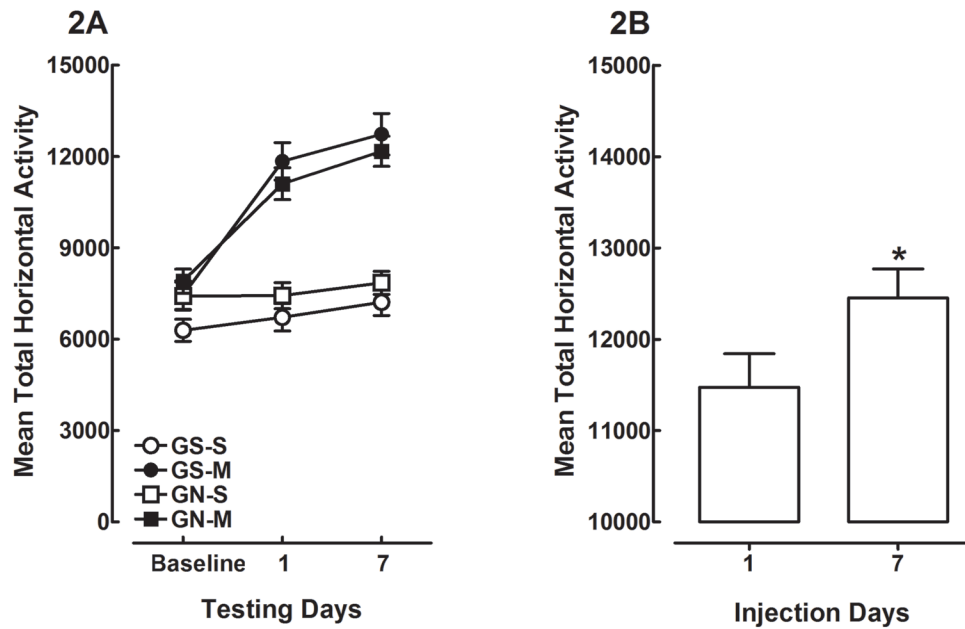 2A
Mean Total Horizontal Activity
15000
12000
9000
6000
3000
0
GS-S
GS-M
GN-S
GN-M
Baseline 1 7
Testing Days
2B
Mean Total Horizontal Activity
15000
14000
13000
12000
11000
10000
*
1 7
Injection Days